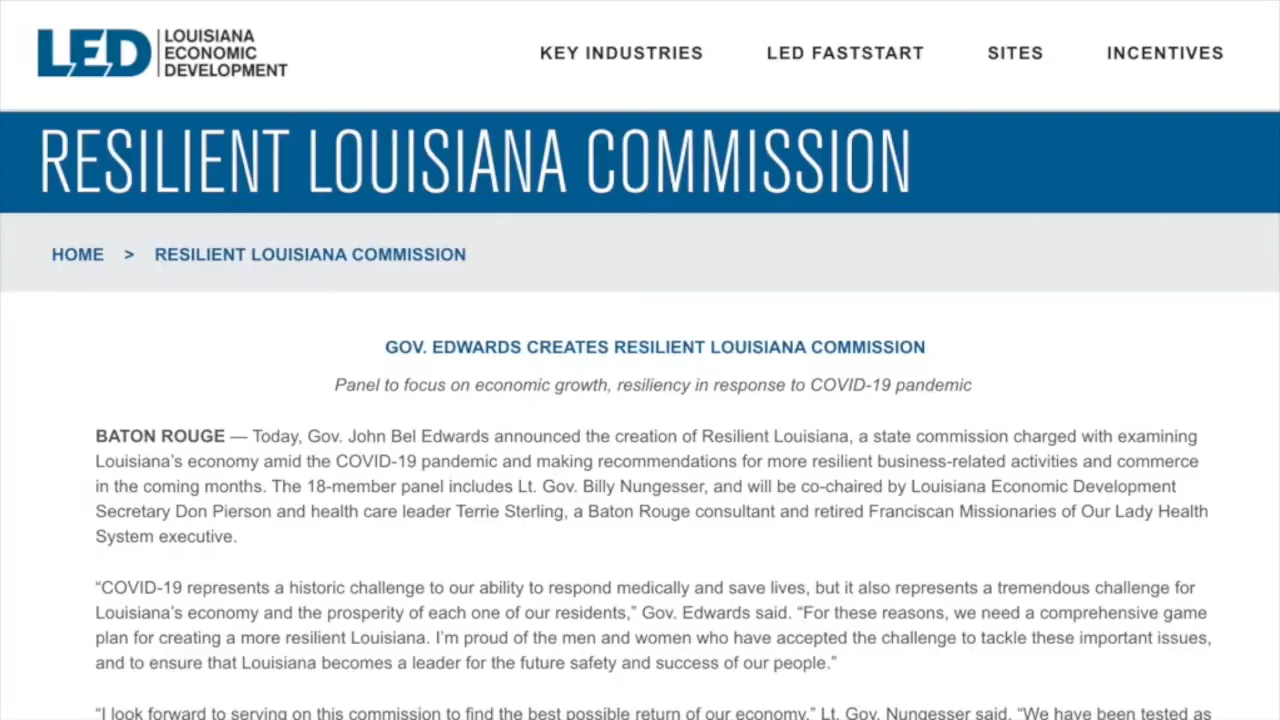 LED LOUISIANA
ECONOMIC
DEVELOPMENT
KEY INDUSTRIES LED FASTSTART SITES INCENTIVES
RESILIENT LOUISIANA COMMISSION
HOME > RESILIENT LOUISIANA COMMISSION
GOV. EDWARDS CREATES RESILIENT LOUISIANA COMMISSION
Panel to focus on economic growth, resiliency in response to COVID-19 pandemic
BATON ROUGE — Today, Gov. John Bel Edwards announced the creation of Resilient Louisiana, a state commission charged with examining
Louisiana’s economy amid the COVID-19 pandemic and making recommendations for more resilient business-related activities and commerce
in the coming months. The 18-member panel includes Lt. Gov. Billy Nungesser, and will be co-chaired by Louisiana Economic Development
Secretary Don Pierson and health care leader Terrie Sterling, a Baton Rouge consultant and retired Franciscan Missionaries of Our Lady Health
System executive.
“COVID-19 represents a historic challenge to our ability to respond medically and save lives, but it also represents a tremendous challenge for
Louisiana’s economy and the prosperity of each one of our residents,” Gov. Edwards said. “For these reasons, we need a comprehensive game
plan for creating a more resilient Louisiana. I’m proud of the men and women who have accepted the challenge to tackle these important issues,
and to ensure that Louisiana becomes a leader for the future safety and success of our people.”
“I look forward to serving on this commission to find the best possible return of our economy,” Lt. Gov. Nungesser said. “We have been tested as